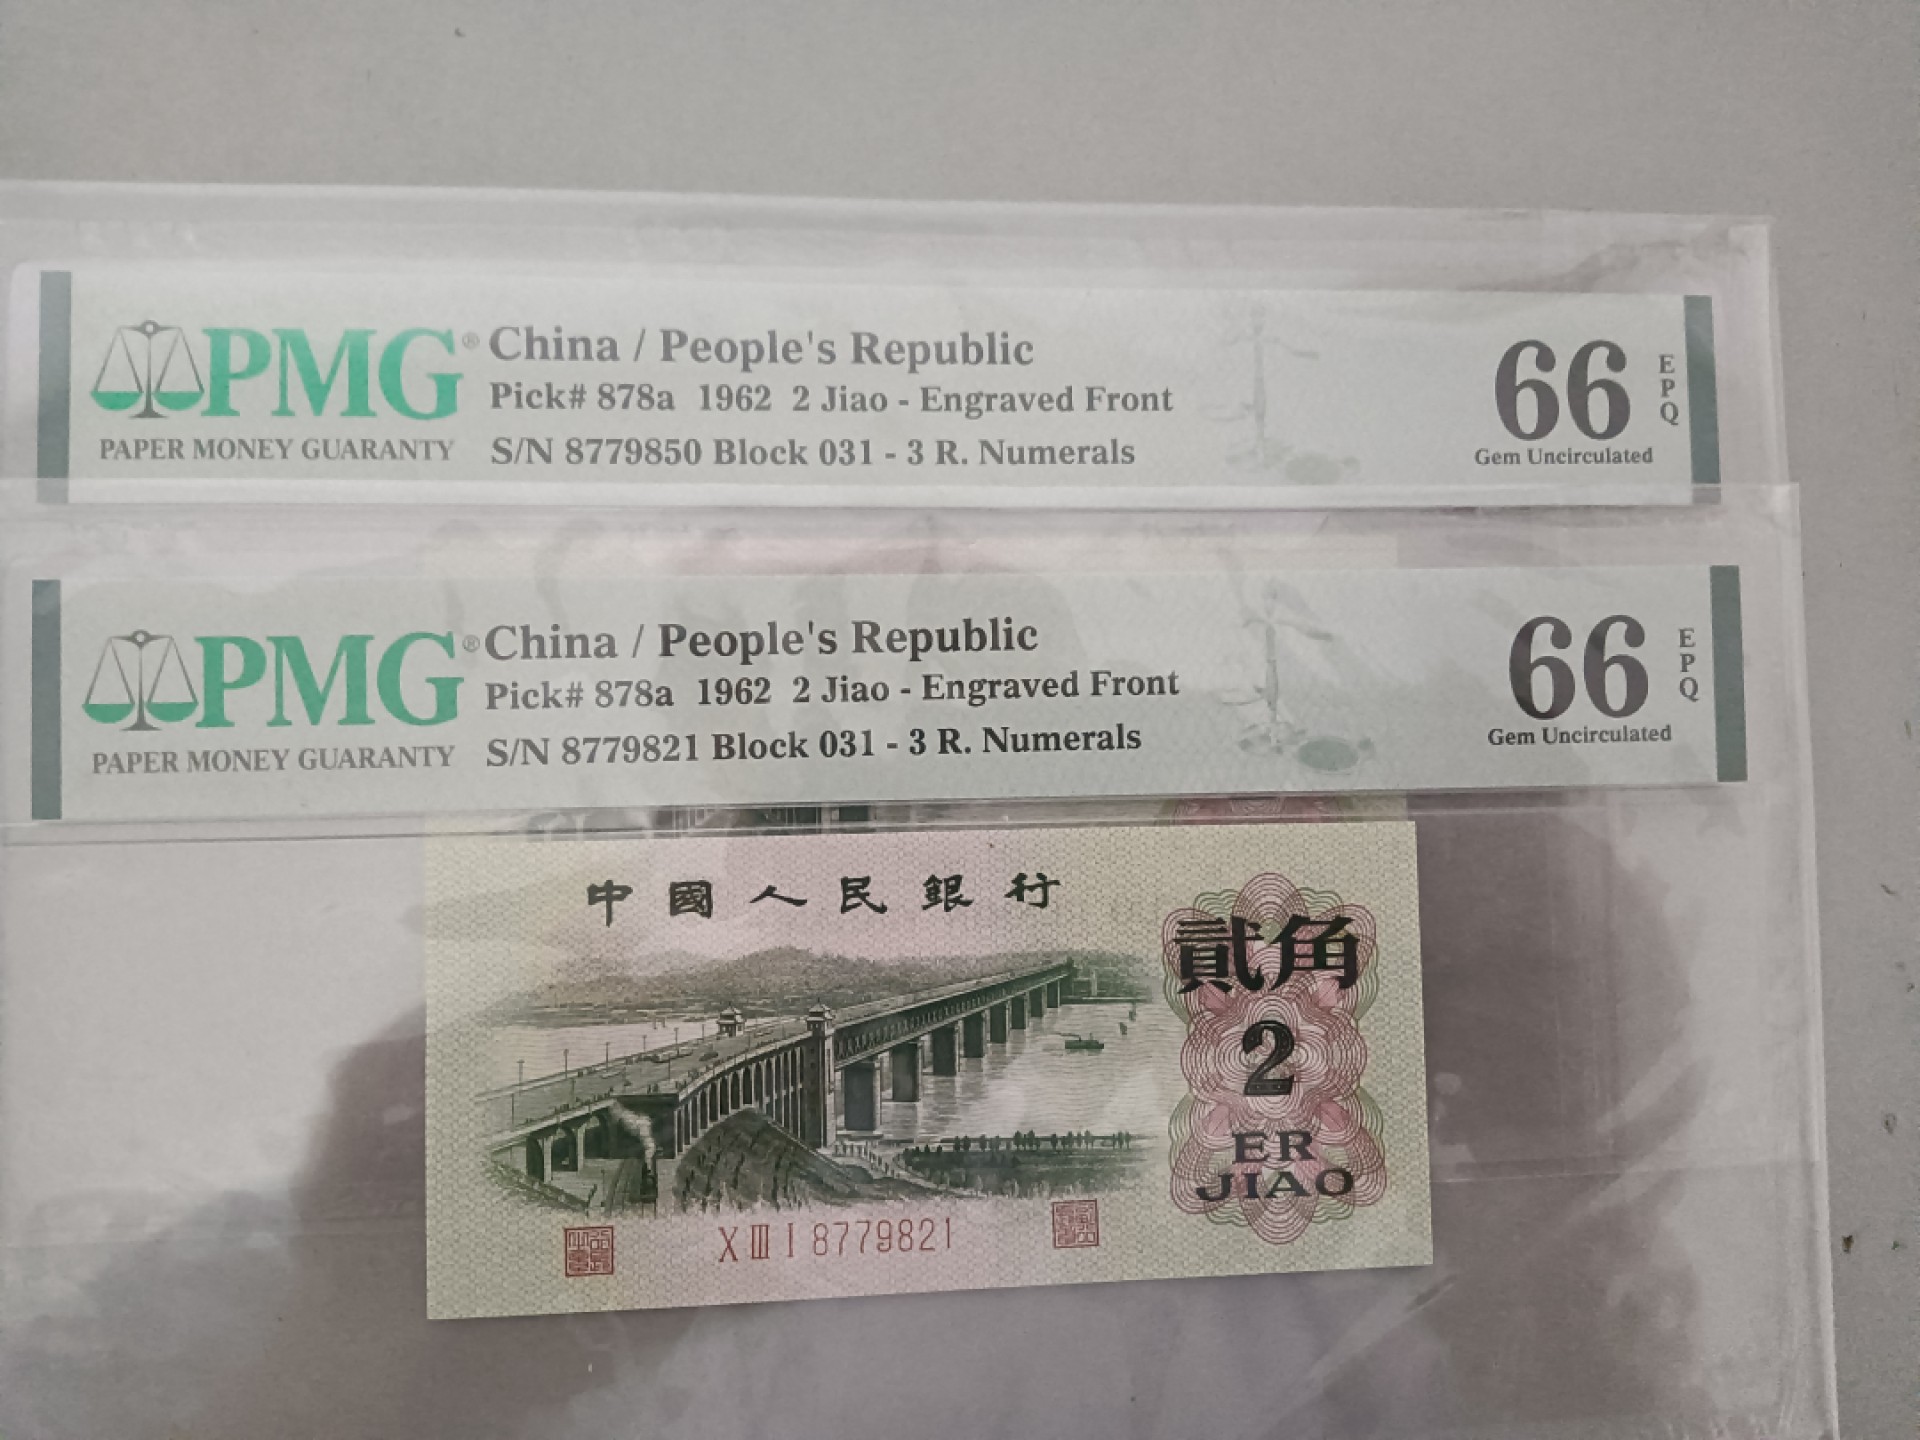 PMG®
PAPER MONEY GUARANTY
China / People's Republic
Pick# 878a 1962 2 Jiao - Engraved Front
S/N 8779850 Block 031 - 3 R. Numerals
66
EPQ
Gem Uncirculated
PMG®
PAPER MONEY GUARANTY
China / People's Republic
Pick# 878a 1962 2 Jiao - Engraved Front
S/N 8779821 Block 031 - 3 R. Numerals
66
EPQ
Gem Uncirculated
中國人民銀行
貳角
2
ER
JIAO
X Ⅲ I 8779821